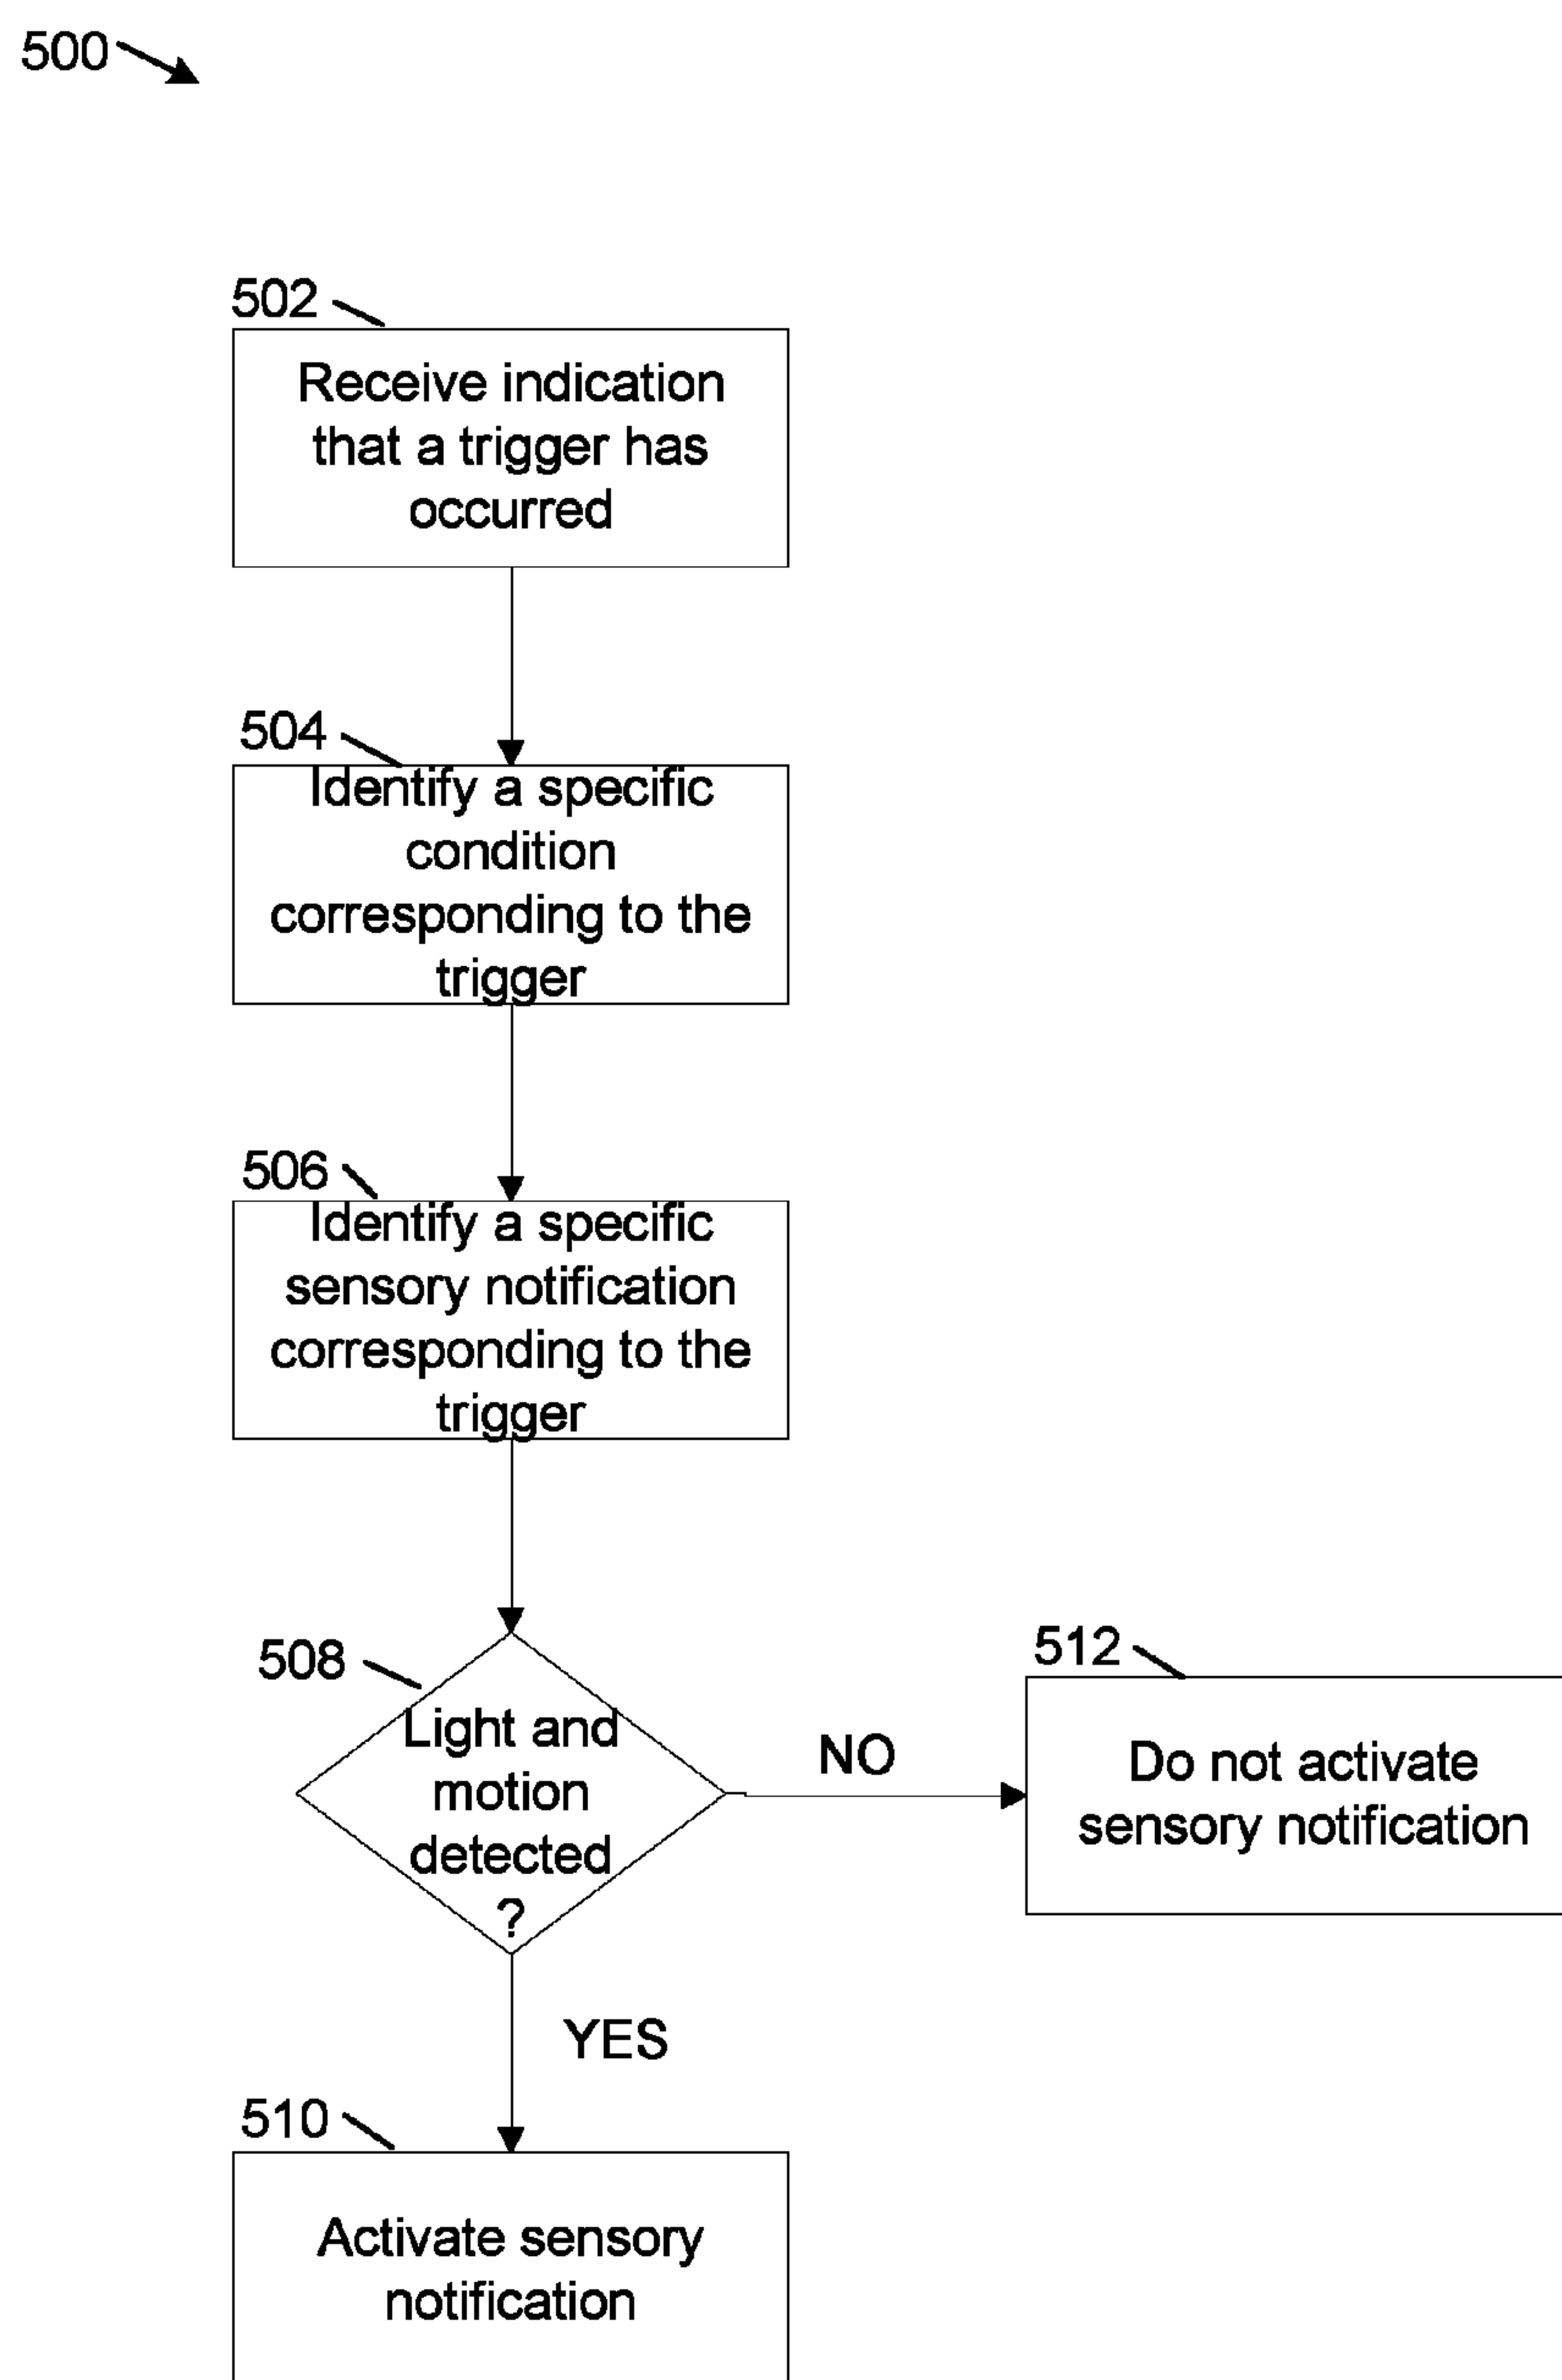 500
502
Receive indication
that a trigger has
occurred
504
Identify a specific
condition
corresponding to the
trigger
506
Identify a specific
sensory notification
corresponding to the
trigger
508
Light and
motion
detected
?
NO
512
Do not activate
sensory notification
YES
510
Activate sensory
notification